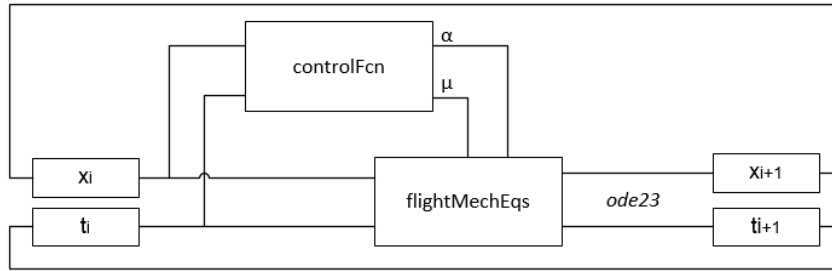 α
controlFcn
μ
xi
xi+1
flightMechEqs
ode23
ti
ti+1